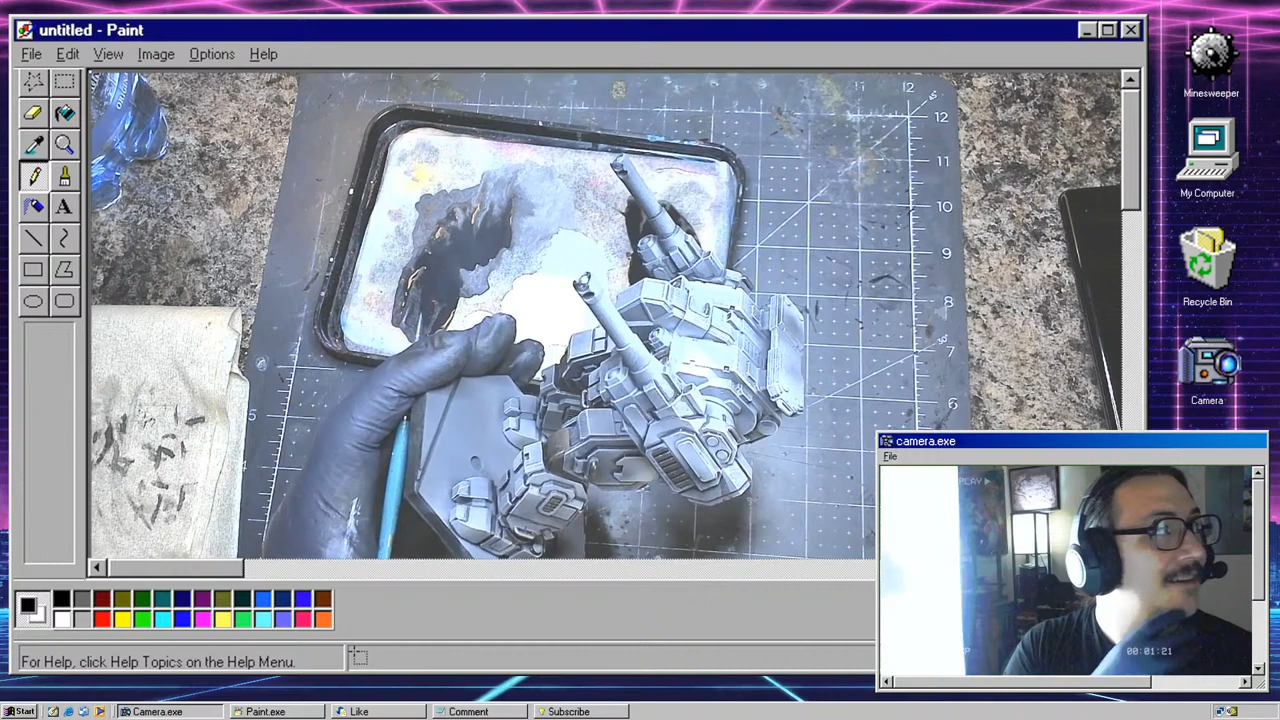 untitled - Paint
File Edit View Image Options Help
12
11 12
11
10
9
8
7
6
5
Minesweeper
My Computer
Recycle Bin
Camera
camera.exe
File
PLAY
00:01:21
For Help, click Help Topics on the Help Menu.
Start Camera.exe Paint.exe Like Comment Subscribe